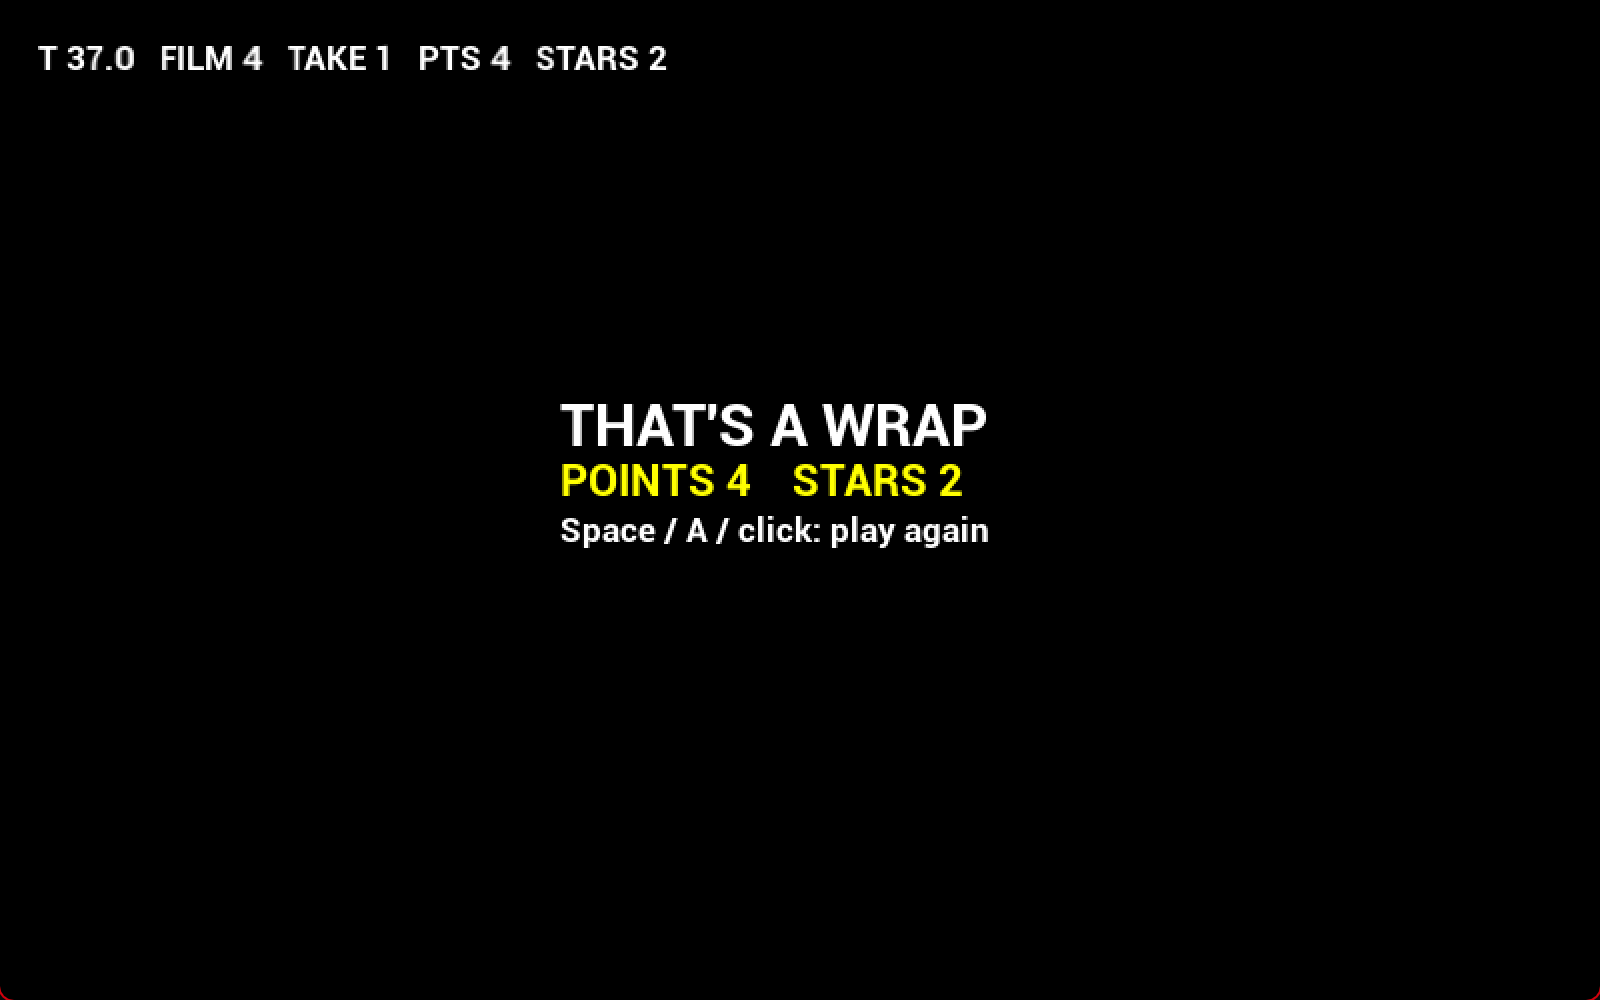 T 37.0 FILM 4 TAKE 1 PTS 4 STARS 2
THAT'S A WRAP
POINTS 4 STARS 2
Space / A / click: play again